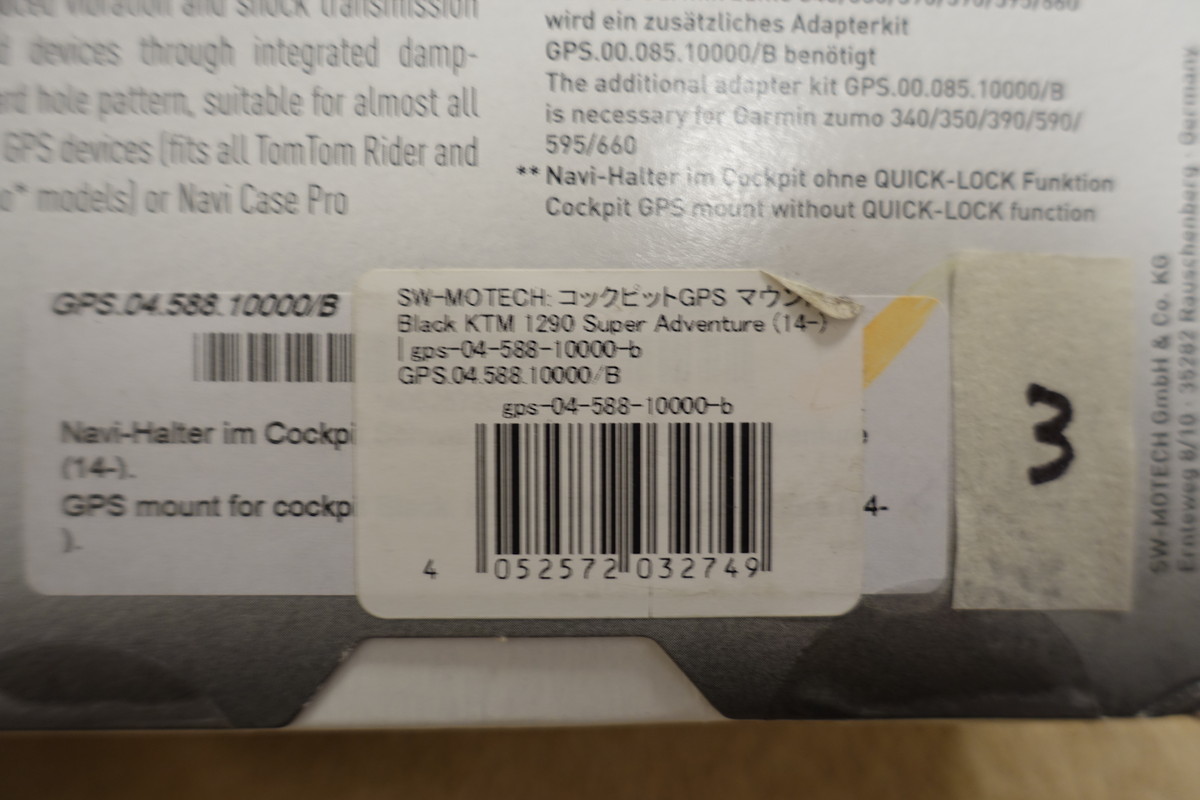 vibration and shock transmission
devices through integrated damp-
hole pattern, suitable for almost all
GPS devices (fits all TomTom Rider and
models) or Navi Case Pro
wird ein zusätzliches Adapterkit
GPS.00.085.10000/B benötigt
The additional adapter kit GPS.00.085.10000/B
is necessary for Garmin zumo 340/350/390/590/
595/660
** Navi-Halter im Cockpit ohne QUICK-LOCK Funktion
Cockpit GPS mount without QUICK-LOCK function
GPS.04.588.10000/B
Navi-Halter im Cockpi
(14-).
GPS mount for cockpi
4-
).
SW-MOTECH: コックピットGPS マウン
Black KTM 1290 Super Adventure (14-)
| gps-04-588-10000-b
GPS.04.588.10000/B
gps-04-588-10000-b
4 052572 032749
3
SW-MOTECH GmbH & Co. KG
Ernteweg 8/10 · 35282 Rauschenberg · Germany